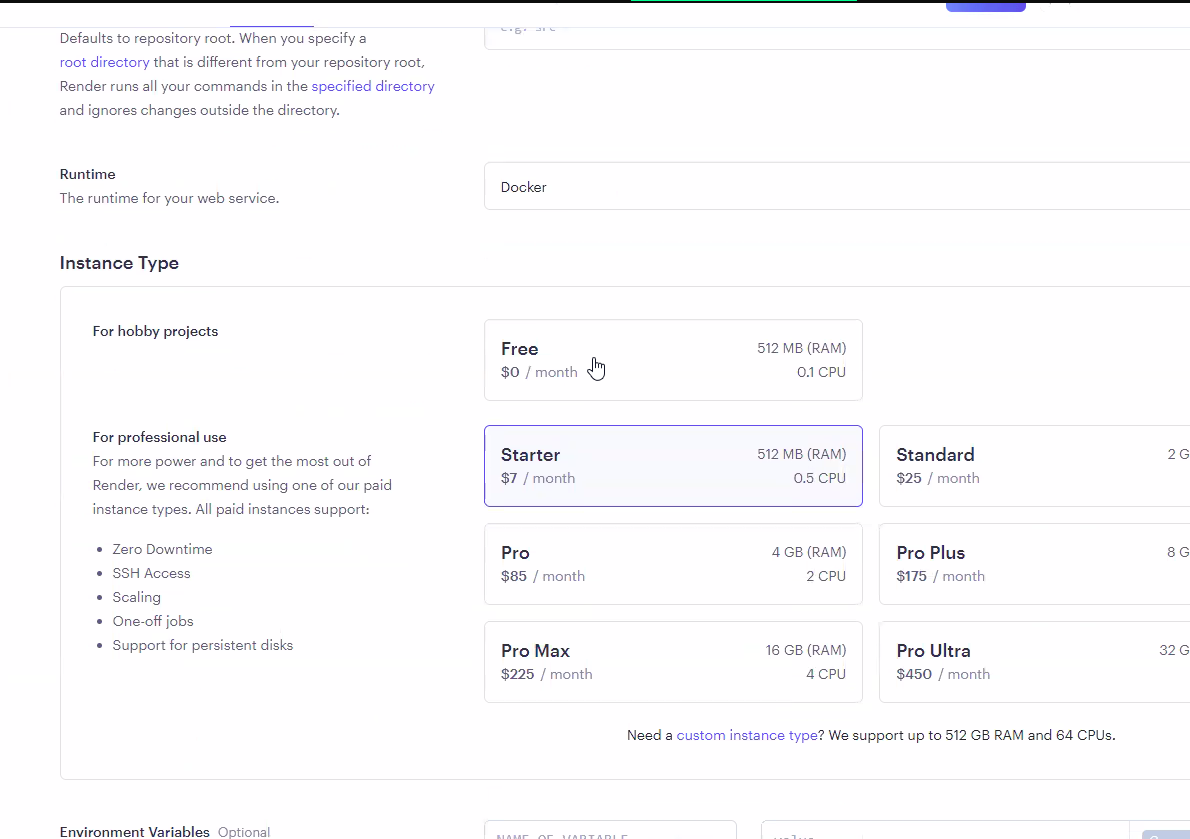 Defaults to repository root. When you specify a
root directory that is different from your repository root,
Render runs all your commands in the specified directory
and ignores changes outside the directory.
e.g. src
Runtime
The runtime for your web service.
Docker
Instance Type
For hobby projects
Free
512 MB (RAM)
$0 / month
0.1 CPU
For professional use
For more power and to get the most out of
Render, we recommend using one of our paid
instance types. All paid instances support:
Zero Downtime
SSH Access
Scaling
One-off jobs
Support for persistent disks
Starter
512 MB (RAM)
$7 / month
0.5 CPU
Standard
2 G
$25 / month
Pro
4 GB (RAM)
$85 / month
2 CPU
Pro Plus
8 G
$175 / month
Pro Max
16 GB (RAM)
$225 / month
4 CPU
Pro Ultra
32 G
$450 / month
Need a custom instance type? We support up to 512 GB RAM and 64 CPUs.
Environment Variables Optional
NAME_OF_VARIABLE
value